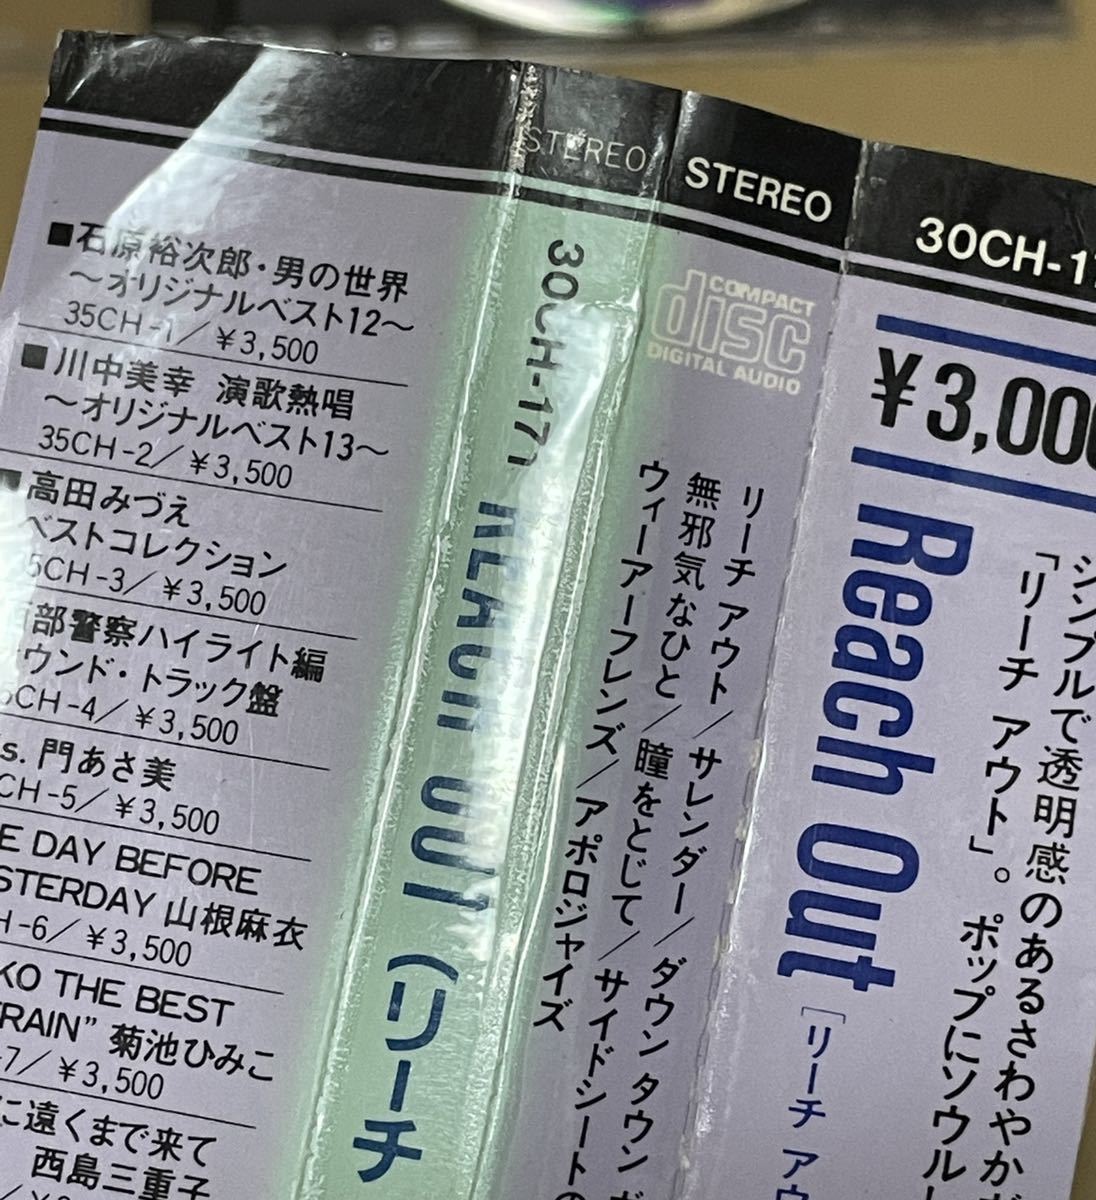 ■石原裕次郎・男の世界
〜オリジナルベスト12〜
35CH-1/¥3,500
■川中美幸 演歌熱唱
〜オリジナルベスト13〜
35CH-2/¥3,500
■高田みづえ
ベストコレクション
5CH-3/¥3,500
部警察ハイライト編
ウンド・トラック盤
5CH-4/¥3,500
s. 門あさ美
CH-5/¥3,500
E DAY BEFORE
STERDAY 山根麻衣
H-6/¥3,500
KO THE BEST
RAIN" 菊池ひみこ
-7/¥3,500
に遠くまで来て
西島三重子
STEREO
30CH-170 REACH OUT (リーチ
STEREO
COMPACT
disc
DIGITAL AUDIO
リーチ アウト/サレンダー/ダウン タウン
無邪気なひと/瞳をとじて/サイドシートの
ウィーアーフレンズ/アポロジャイズ
30CH-17
¥3,000
Reach Out [リーチ アウ
シンプルで透明感のあるさわやか
「リーチ アウト」。ポップにソウル